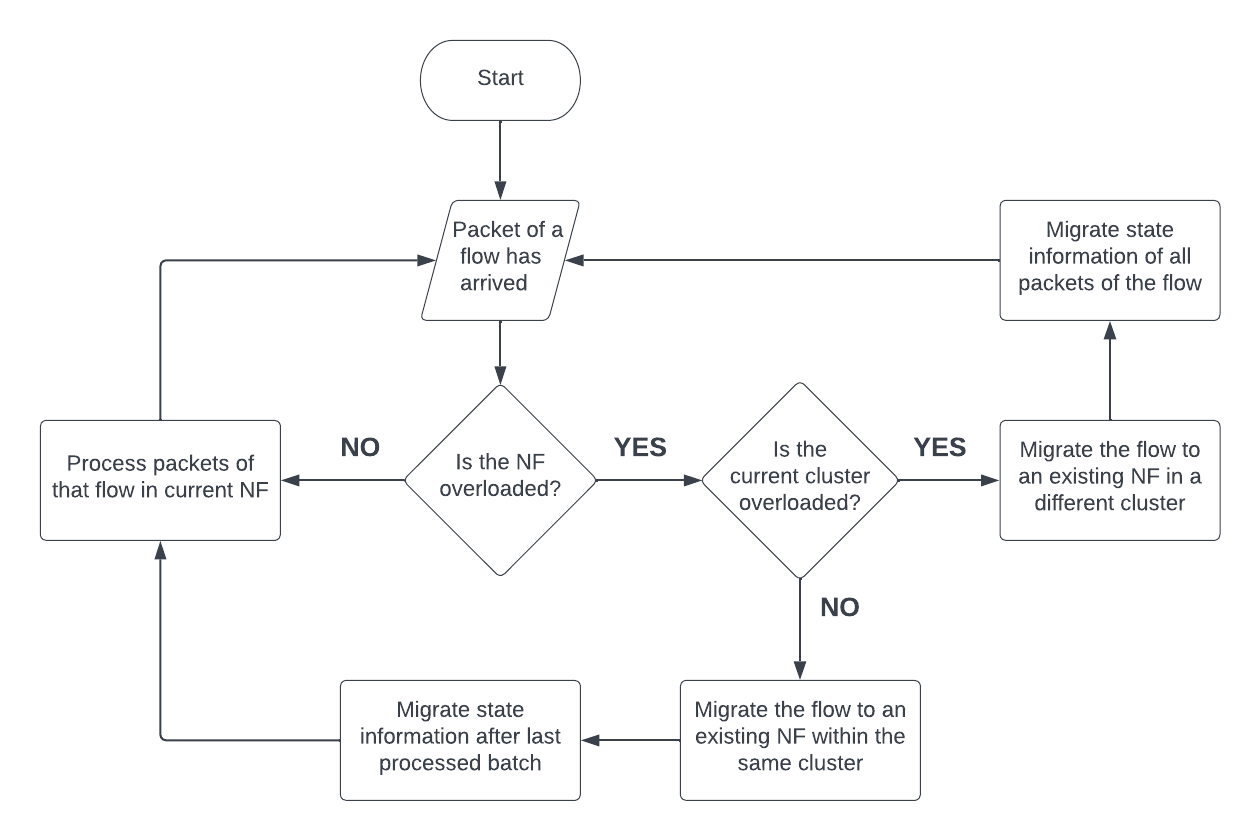 Start
Packet of a
flow has
arrived
Migrate state
information of all
packets of the flow
Process packets of
that flow in current NF
NO
Is the NF
overloaded?
YES
Is the
current cluster
overloaded?
YES
Migrate the flow to
an existing NF in a
different cluster
NO
Migrate state
information after last
processed batch
Migrate the flow to an
existing NF within the
same cluster